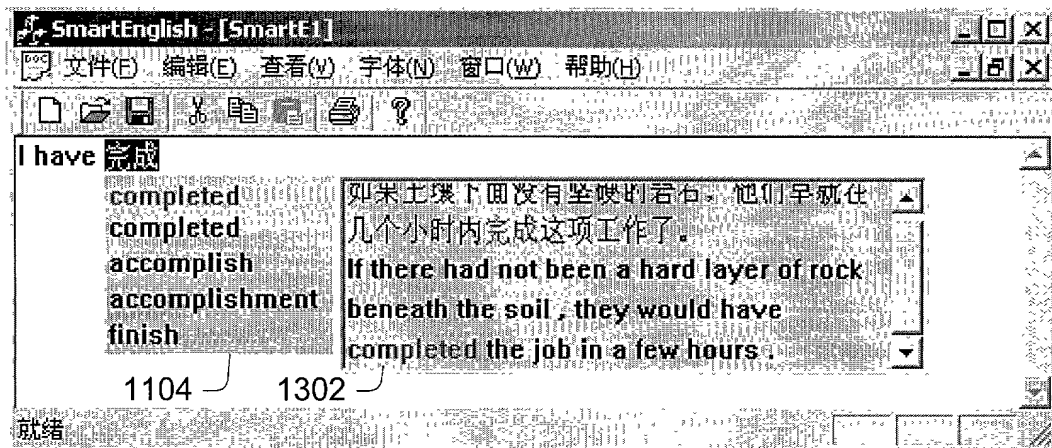 SmartEnglish - [SmartE1]
文件(F) 编辑(E) 查看(V) 字体(N) 窗口(W) 帮助(H)
I have 完成
completed
completed
accomplish
accomplishment
finish
如果土壤下面没有坚硬的岩石，他们早就在
几个小时内完成这项工作了。
If there had not been a hard layer of rock
beneath the soil , they would have
completed the job in a few hours .
1104
1302
就绪